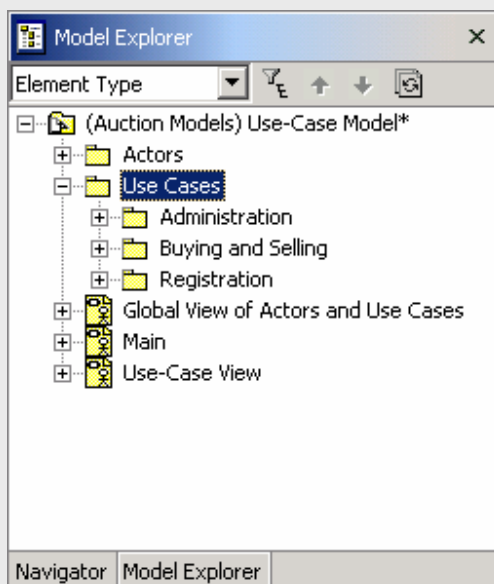 Model Explorer
Element Type E
(Auction Models) Use-Case Model*
Actors
Use Cases
Administration
Buying and Selling
Registration
Global View of Actors and Use Cases
Main
Use-Case View
Navigator Model Explorer